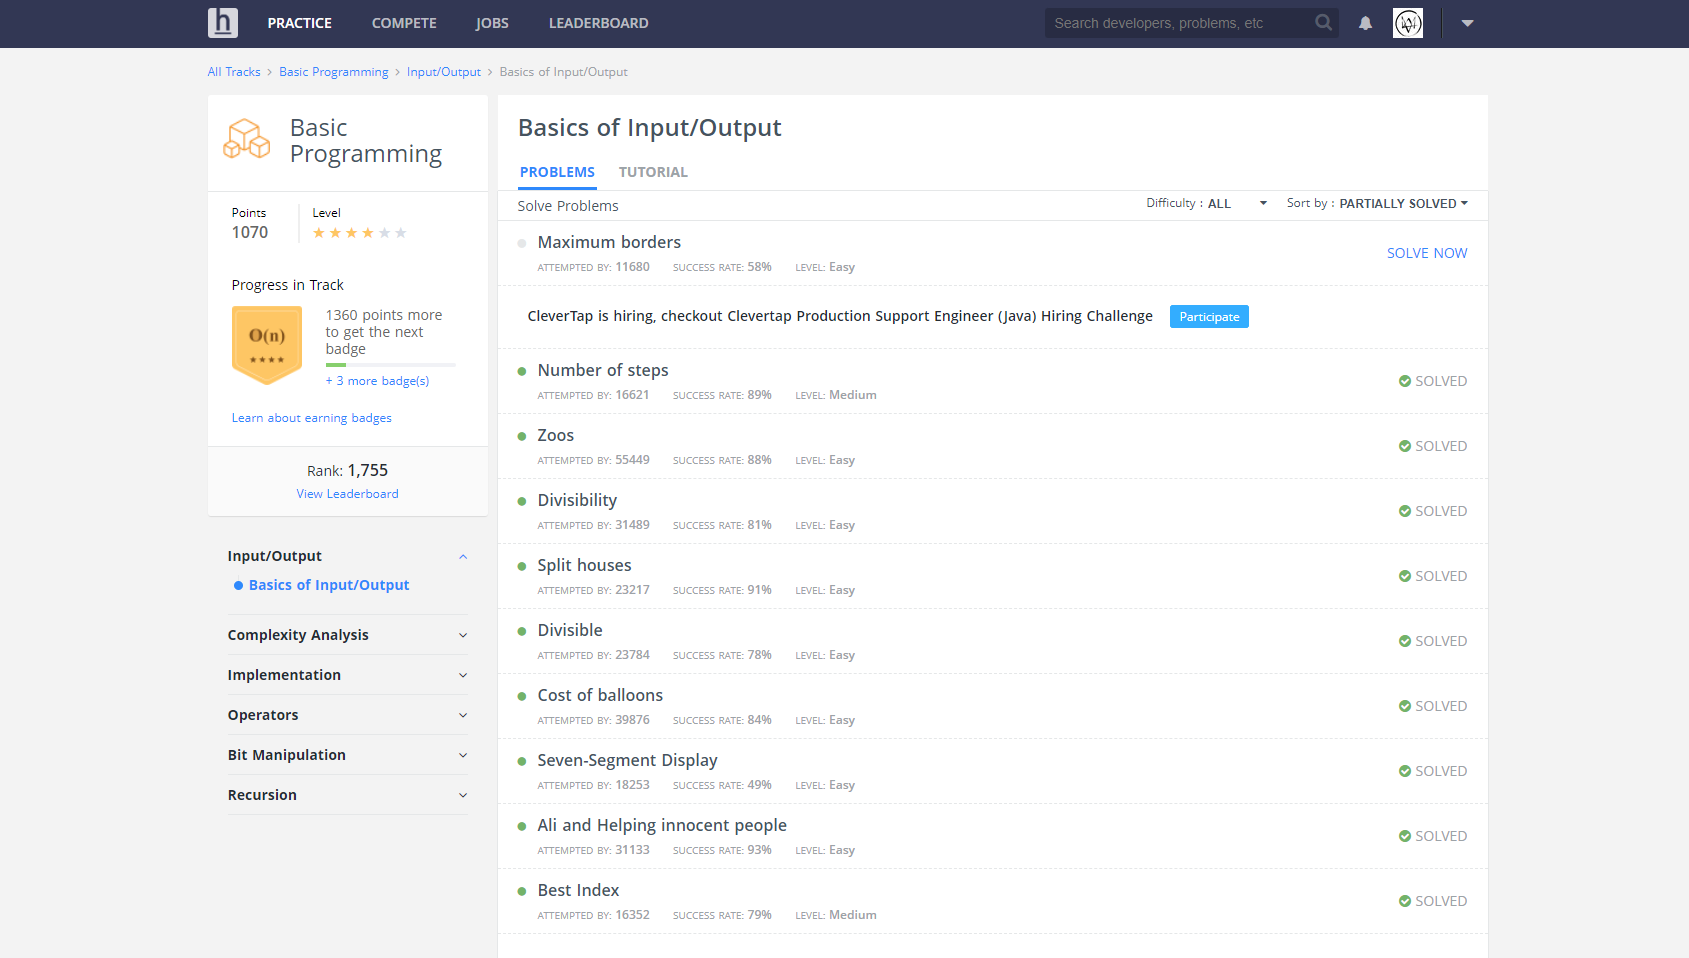 h PRACTICE COMPETE JOBS LEADERBOARD Search developers, problems, etc
All Tracks > Basic Programming > Input/Output > Basics of Input/Output
Basic
Programming
Points
1070
Level
Progress in Track
O(n)
1360 points more
to get the next
badge
+ 3 more badge(s)
Learn about earning badges
Rank: 1,755
View Leaderboard
Input/Output
Basics of Input/Output
Complexity Analysis
Implementation
Operators
Bit Manipulation
Recursion
Basics of Input/Output
PROBLEMS TUTORIAL
Solve Problems Difficulty : ALL Sort by : PARTIALLY SOLVED
Maximum borders
ATTEMPTED BY: 11680 SUCCESS RATE: 58% LEVEL: Easy
SOLVE NOW
CleverTap is hiring, checkout Clevertap Production Support Engineer (Java) Hiring Challenge Participate
Number of steps
ATTEMPTED BY: 16621 SUCCESS RATE: 89% LEVEL: Medium
SOLVED
Zoos
ATTEMPTED BY: 55449 SUCCESS RATE: 88% LEVEL: Easy
SOLVED
Divisibility
ATTEMPTED BY: 31489 SUCCESS RATE: 81% LEVEL: Easy
SOLVED
Split houses
ATTEMPTED BY: 23217 SUCCESS RATE: 91% LEVEL: Easy
SOLVED
Divisible
ATTEMPTED BY: 23784 SUCCESS RATE: 78% LEVEL: Easy
SOLVED
Cost of balloons
ATTEMPTED BY: 39876 SUCCESS RATE: 84% LEVEL: Easy
SOLVED
Seven-Segment Display
ATTEMPTED BY: 18253 SUCCESS RATE: 49% LEVEL: Easy
SOLVED
Ali and Helping innocent people
ATTEMPTED BY: 31133 SUCCESS RATE: 93% LEVEL: Easy
SOLVED
Best Index
ATTEMPTED BY: 16352 SUCCESS RATE: 79% LEVEL: Medium
SOLVED